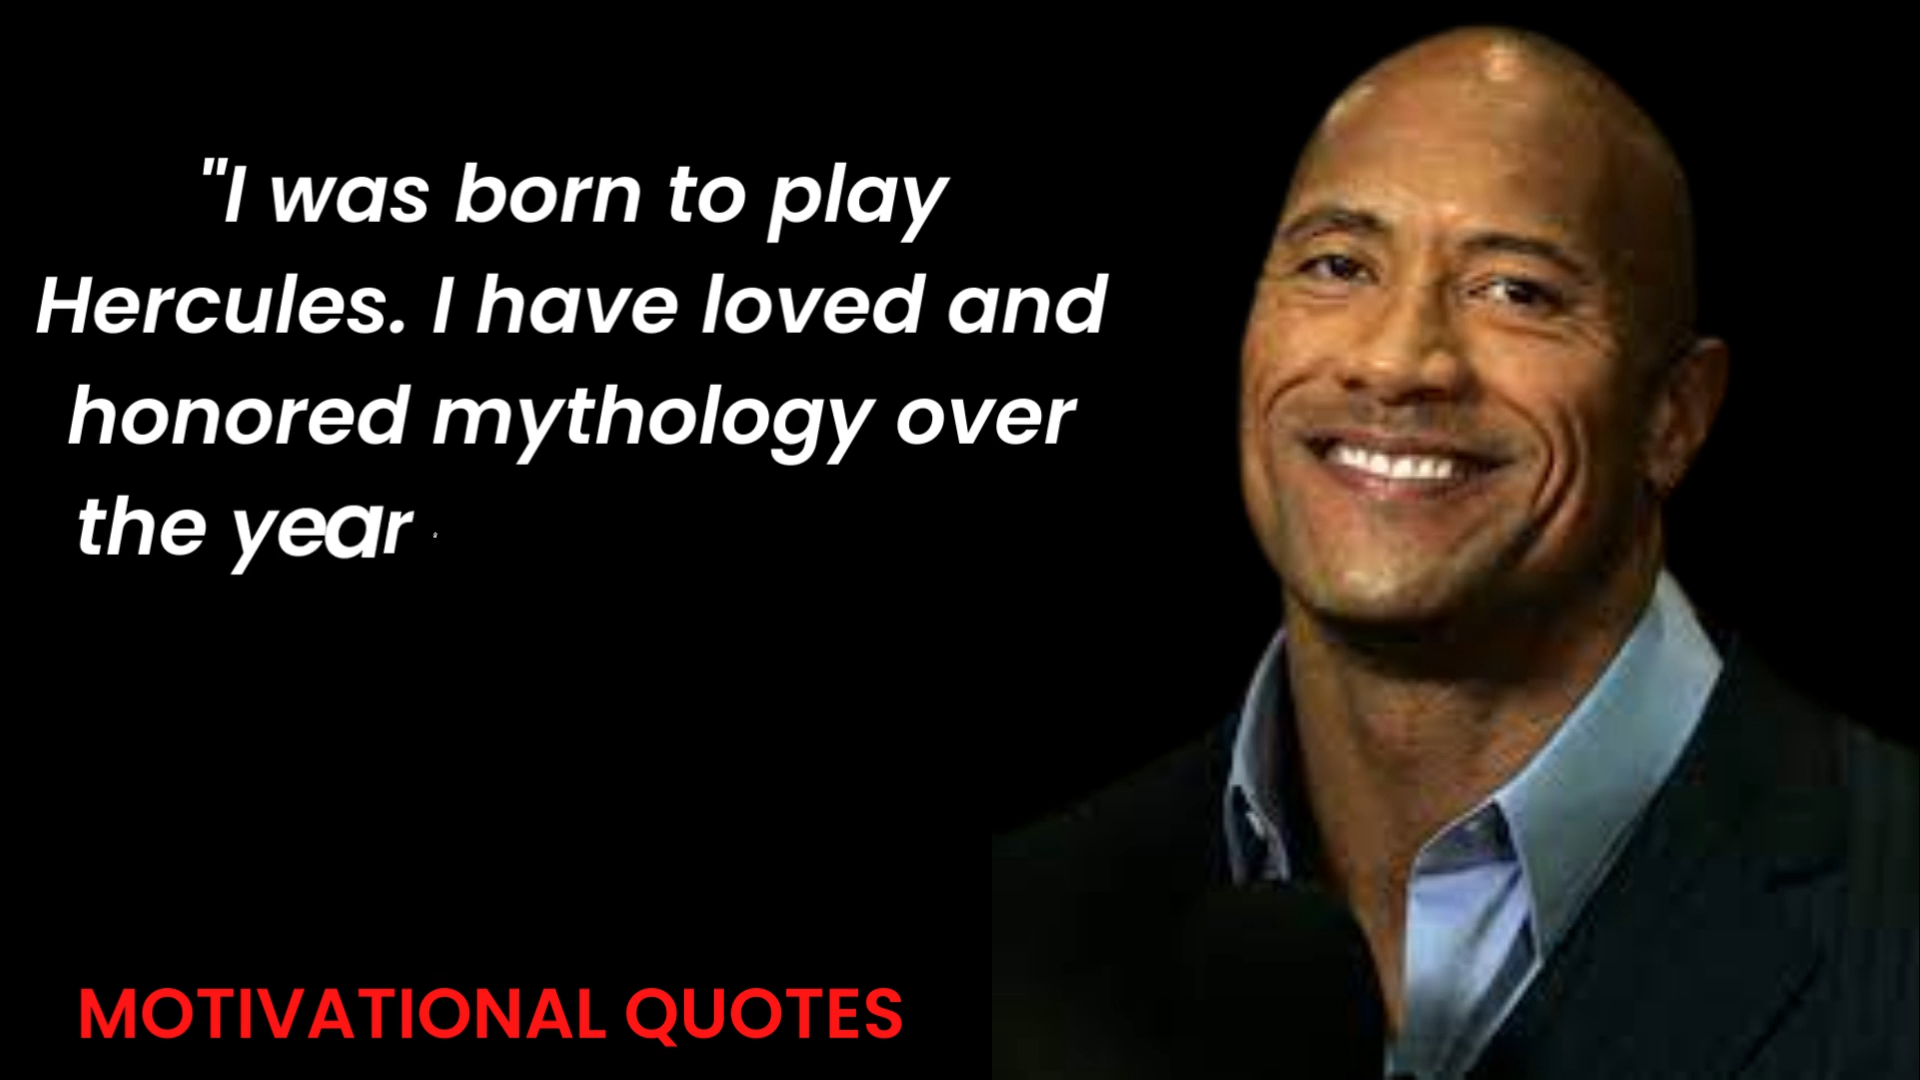 "I was born to play
Hercules. I have loved and
honored mythology over
the year
MOTIVATIONAL QUOTES